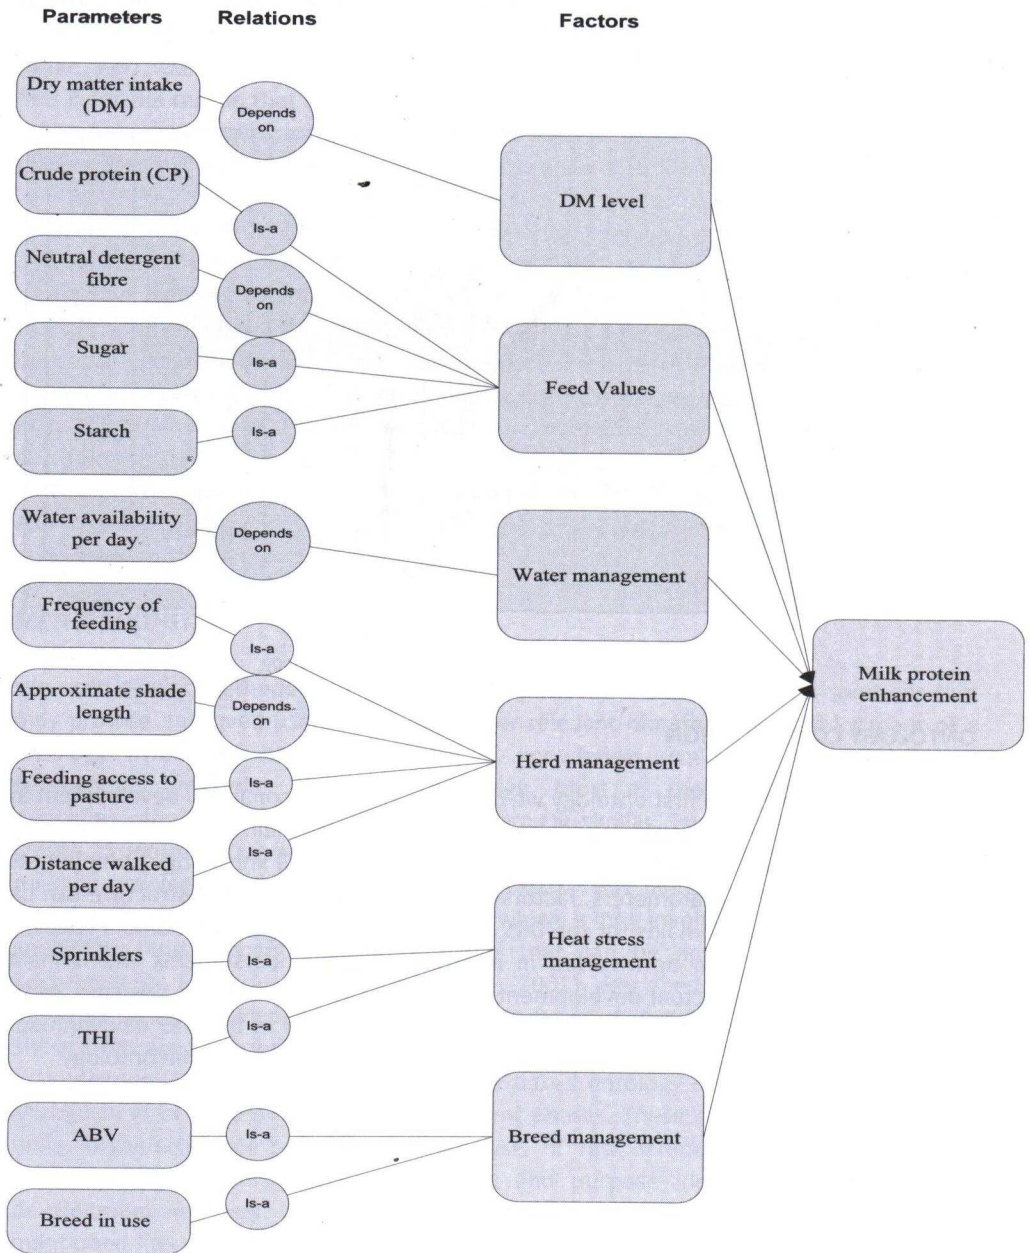 Parameters
Relations
Factors
Dry matter intake
(DM)
Depends
on
DM level
Crude protein (CP)
Is-a
Neutral detergent
fibre
Depends
on
Feed Values
Sugar
Is-a
Starch
Is-a
Water availability
per day
Depends
on
Water management
Frequency of
feeding
Is-a
Approximate shade
length
Depends
on
Herd management
Feeding access to
pasture
Is-a
Distance walked
per day
Is-a
Sprinklers
Is-a
Heat stress
management
THI
Is-a
ABV
Is-a
Breed management
Breed in use
Is-a
Milk protein
enhancement